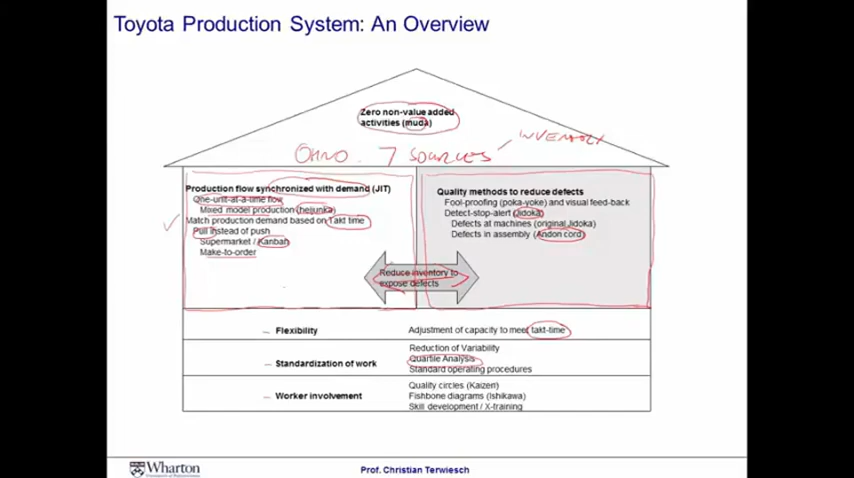 Toyota Production System: An Overview
Zero non-value added
activities (muda)
OHNO. 7 SOURCES
INVENTORY
Production flow synchronized with demand (JIT)
One-unit-at-a-time flow
Mixed model production (heijunka)
Match production demand based on Takt time
Pull instead of push
Supermarket / Kanban
Make-to-order
Quality methods to reduce defects
Fool-proofing (poka-yoke) and visual feed-back
Detect-stop-alert (Jidoka)
Defects at machines (original Jidoka)
Defects in assembly (Andon cord)
Reduce inventory to
expose defects
Flexibility
Adjustment of capacity to meet takt-time
Standardization of work
Reduction of Variability
Quartile Analysis
Standard operating procedures
Worker involvement
Quality circles (Kaizen)
Fishbone diagrams (Ishikawa)
Skill development / X-training
Wharton
Prof. Christian Terwiesch